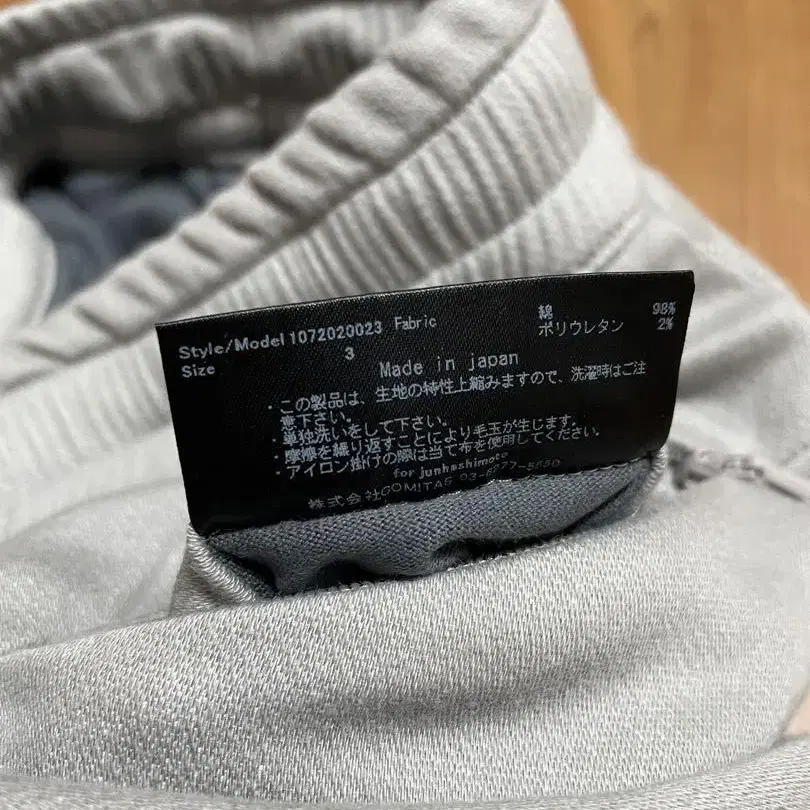 Style/Model 1072020023 Fabric 綿 98%
Size 3 ポリウレタン 2%
Made in japan
・この製品は、生地の特性上縮みますので、洗濯時はご注
意下さい。
・単独洗いをして下さい。
・摩擦を繰り返すことにより毛玉が生じます。
・アイロン掛けの際は当て布を使用してください。
for junhashimoto
株式会社GOMITAS 03-6277-5550